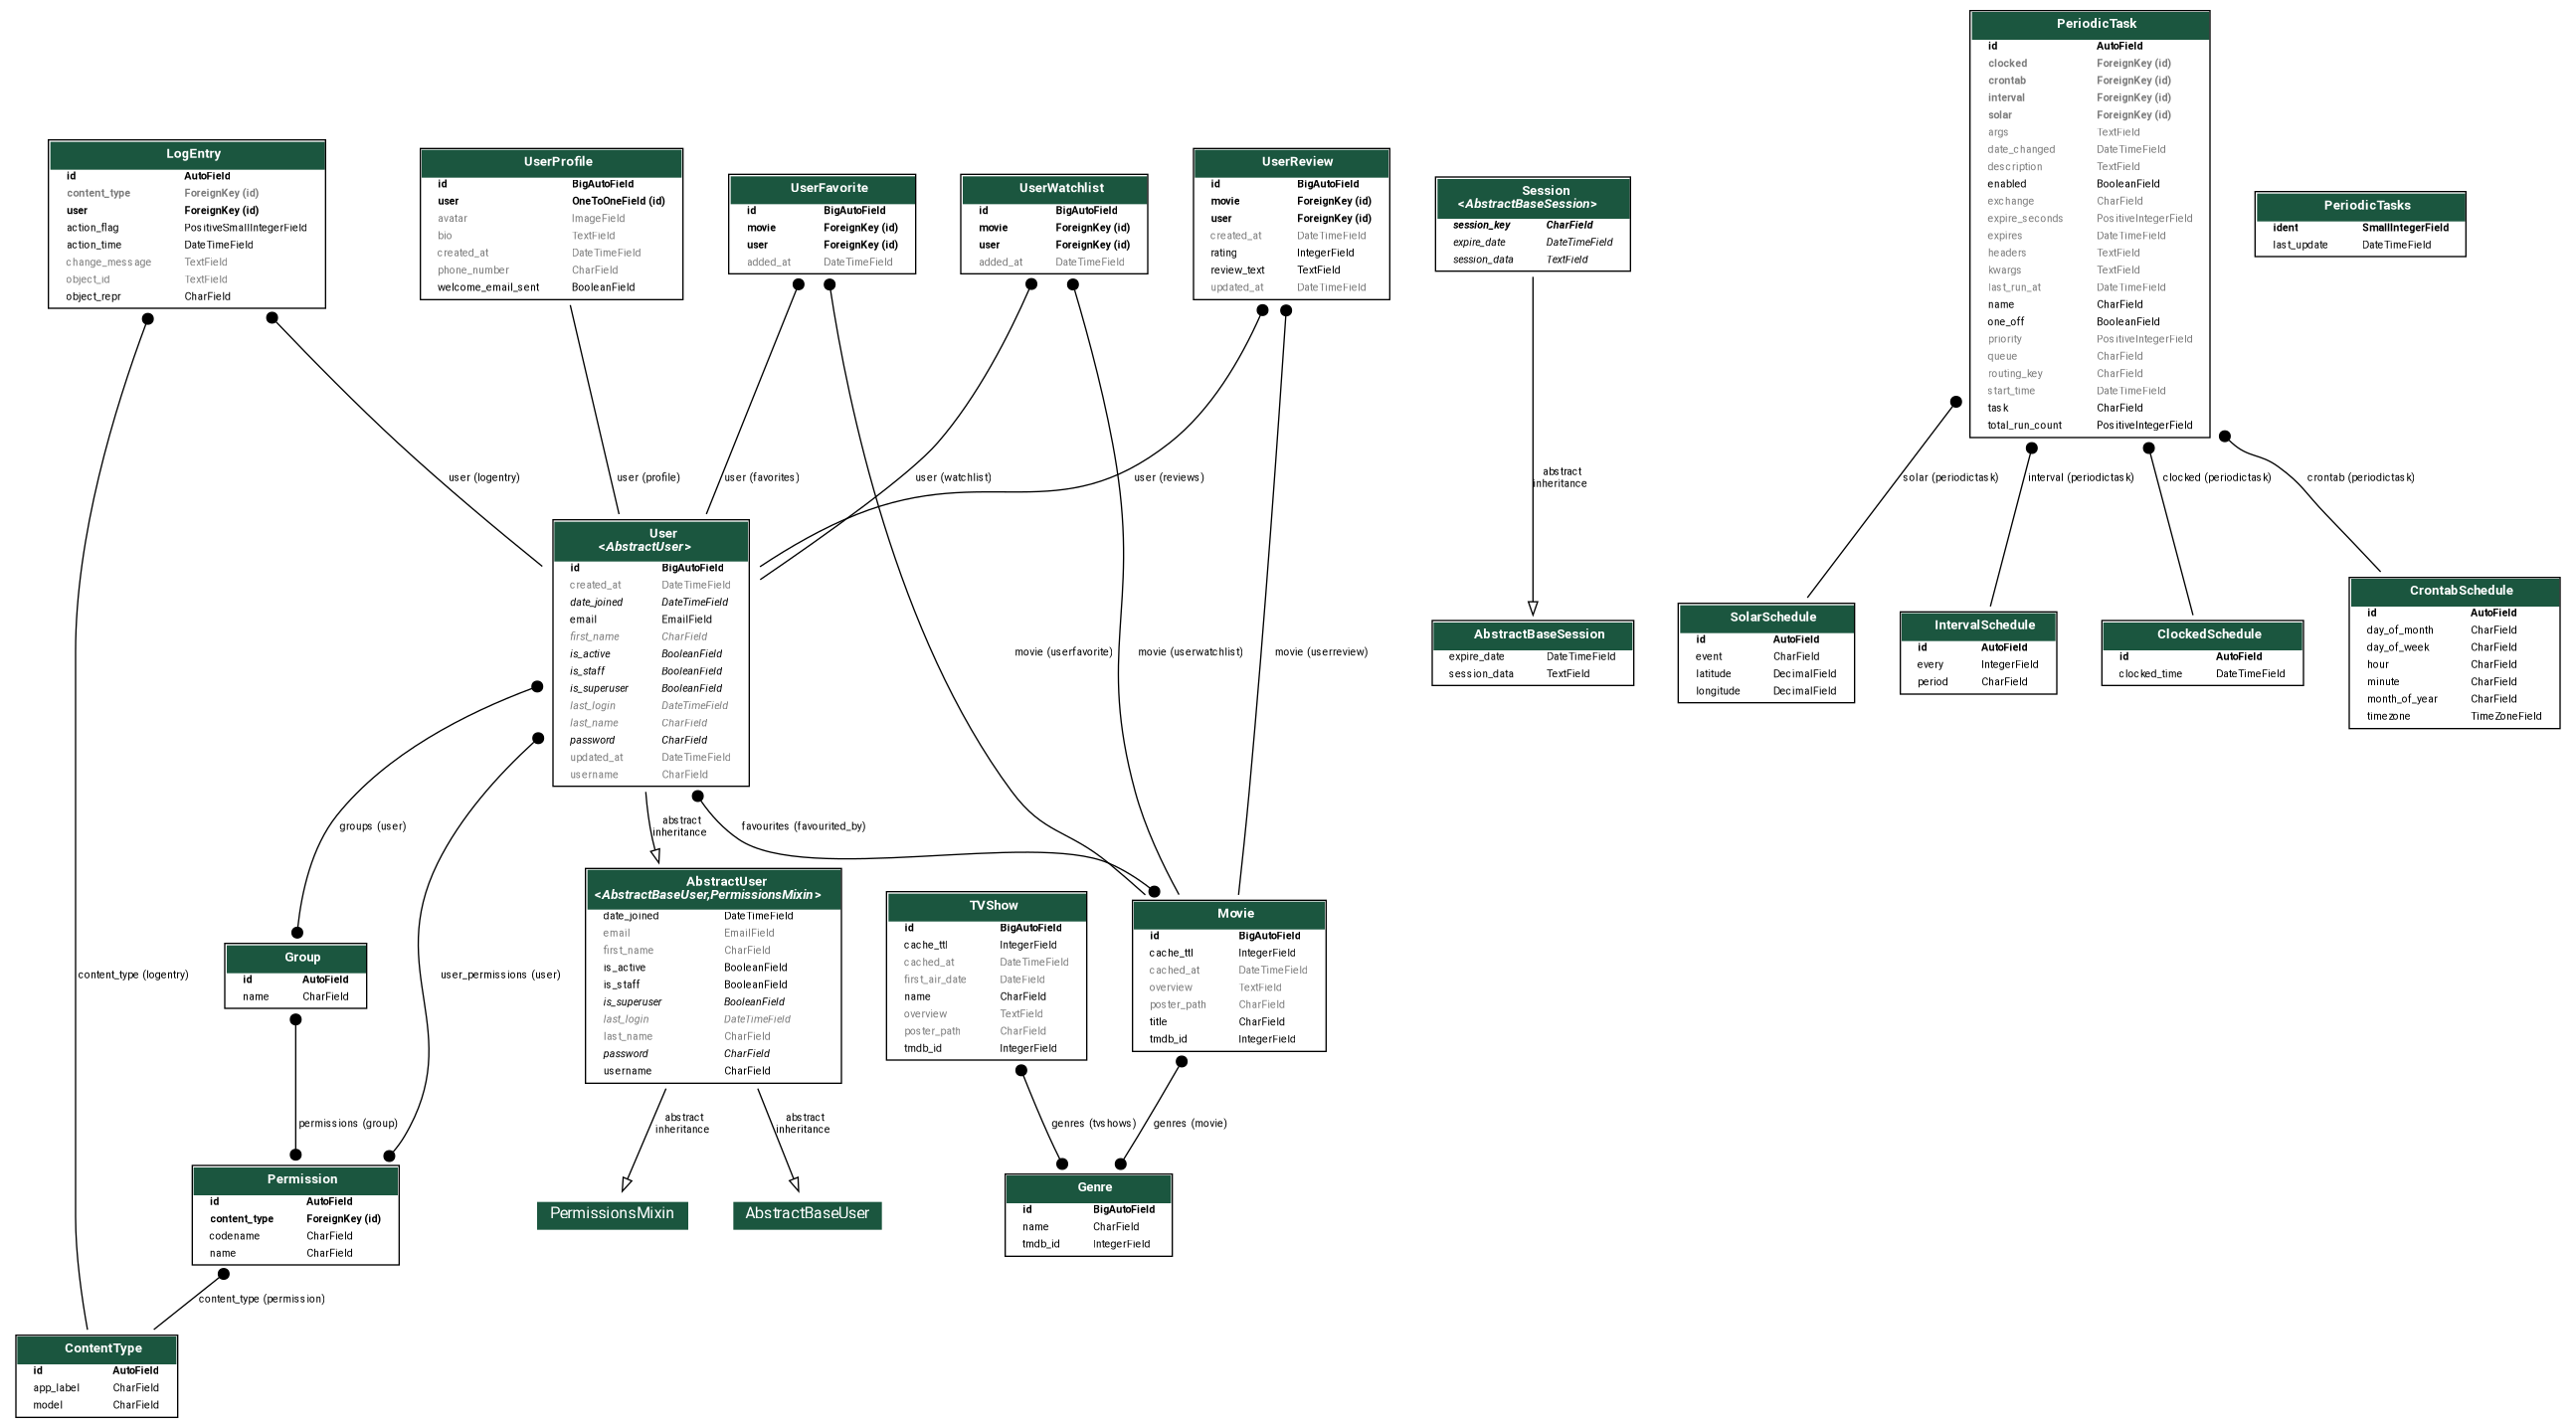 PeriodicTask
id AutoField
clocked ForeignKey (id)
crontab ForeignKey (id)
interval ForeignKey (id)
solar ForeignKey (id)
args TextField
date_changed DateTimeField
description TextField
enabled BooleanField
exchange CharField
expire_seconds PositiveIntegerField
expires DateTimeField
headers TextField
kwargs TextField
last_run_at DateTimeField
name CharField
one_off BooleanField
priority PositiveIntegerField
queue CharField
routing_key CharField
start_time DateTimeField
task CharField
total_run_count PositiveIntegerField
LogEntry
id AutoField
content_type ForeignKey (id)
user ForeignKey (id)
action_flag PositiveSmallIntegerField
action_time DateTimeField
change_message TextField
object_id TextField
object_repr CharField
UserProfile
id BigAutoField
user OneToOneField (id)
avatar ImageField
bio TextField
created_at DateTimeField
phone_number CharField
welcome_email_sent BooleanField
UserFavorite
id BigAutoField
movie ForeignKey (id)
user ForeignKey (id)
added_at DateTimeField
UserWatchlist
id BigAutoField
movie ForeignKey (id)
user ForeignKey (id)
added_at DateTimeField
UserReview
id BigAutoField
movie ForeignKey (id)
user ForeignKey (id)
created_at DateTimeField
rating IntegerField
review_text TextField
updated_at DateTimeField
Session
<AbstractBaseSession>
session_key CharField
expire_date DateTimeField
session_data TextField
PeriodicTasks
ident SmallIntegerField
last_update DateTimeField
user (logentry)
user (profile)
user (favorites)
user (watchlist)
user (reviews)
abstract
inheritance
solar (periodictask)
interval (periodictask)
clocked (periodictask)
crontab (periodictask)
User
<AbstractUser>
id BigAutoField
created_at DateTimeField
date_joined DateTimeField
email EmailField
first_name CharField
is_active BooleanField
is_staff BooleanField
is_superuser BooleanField
last_login DateTimeField
last_name CharField
password CharField
updated_at DateTimeField
username CharField
movie (userfavorite)
movie (userwatchlist)
movie (userreview)
AbstractBaseSession
expire_date DateTimeField
session_data TextField
SolarSchedule
id AutoField
event CharField
latitude DecimalField
longitude DecimalField
IntervalSchedule
id AutoField
every IntegerField
period CharField
ClockedSchedule
id AutoField
clocked_time DateTimeField
CrontabSchedule
id AutoField
day_of_month CharField
day_of_week CharField
hour CharField
minute CharField
month_of_year CharField
timezone TimeZoneField
groups (user)
abstract
inheritance
favourites (favourited_by)
AbstractUser
<AbstractBaseUser,PermissionsMixin>
date_joined DateTimeField
email EmailField
first_name CharField
is_active BooleanField
is_staff BooleanField
is_superuser BooleanField
last_login DateTimeField
last_name CharField
password CharField
username CharField
TVShow
id BigAutoField
cache_ttl IntegerField
cached_at DateTimeField
first_air_date DateField
name CharField
overview TextField
poster_path CharField
tmdb_id IntegerField
Movie
id BigAutoField
cache_ttl IntegerField
cached_at DateTimeField
overview TextField
poster_path CharField
title CharField
tmdb_id IntegerField
Group
id AutoField
name CharField
content_type (logentry)
user_permissions (user)
permissions (group)
abstract
inheritance
abstract
inheritance
genres (tvshows)
genres (movie)
Permission
id AutoField
content_type ForeignKey (id)
codename CharField
name CharField
PermissionsMixin
AbstractBaseUser
Genre
id BigAutoField
name CharField
tmdb_id IntegerField
content_type (permission)
ContentType
id AutoField
app_label CharField
model CharField